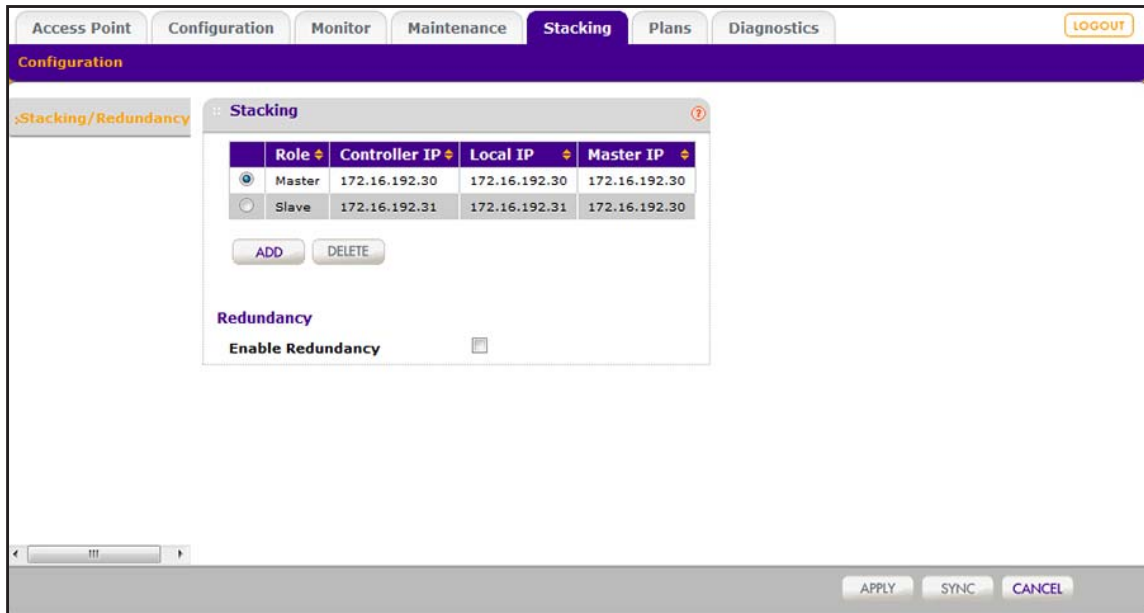 Access Point Configuration Monitor Maintenance Stacking Plans Diagnostics LOGOUT
Configuration
Stacking/Redundancy
Stacking ?
Role Controller IP Local IP Master IP
Master 172.16.192.30 172.16.192.30 172.16.192.30
Slave 172.16.192.31 172.16.192.31 172.16.192.30
ADD DELETE
Redundancy
Enable Redundancy
APPLY SYNC CANCEL